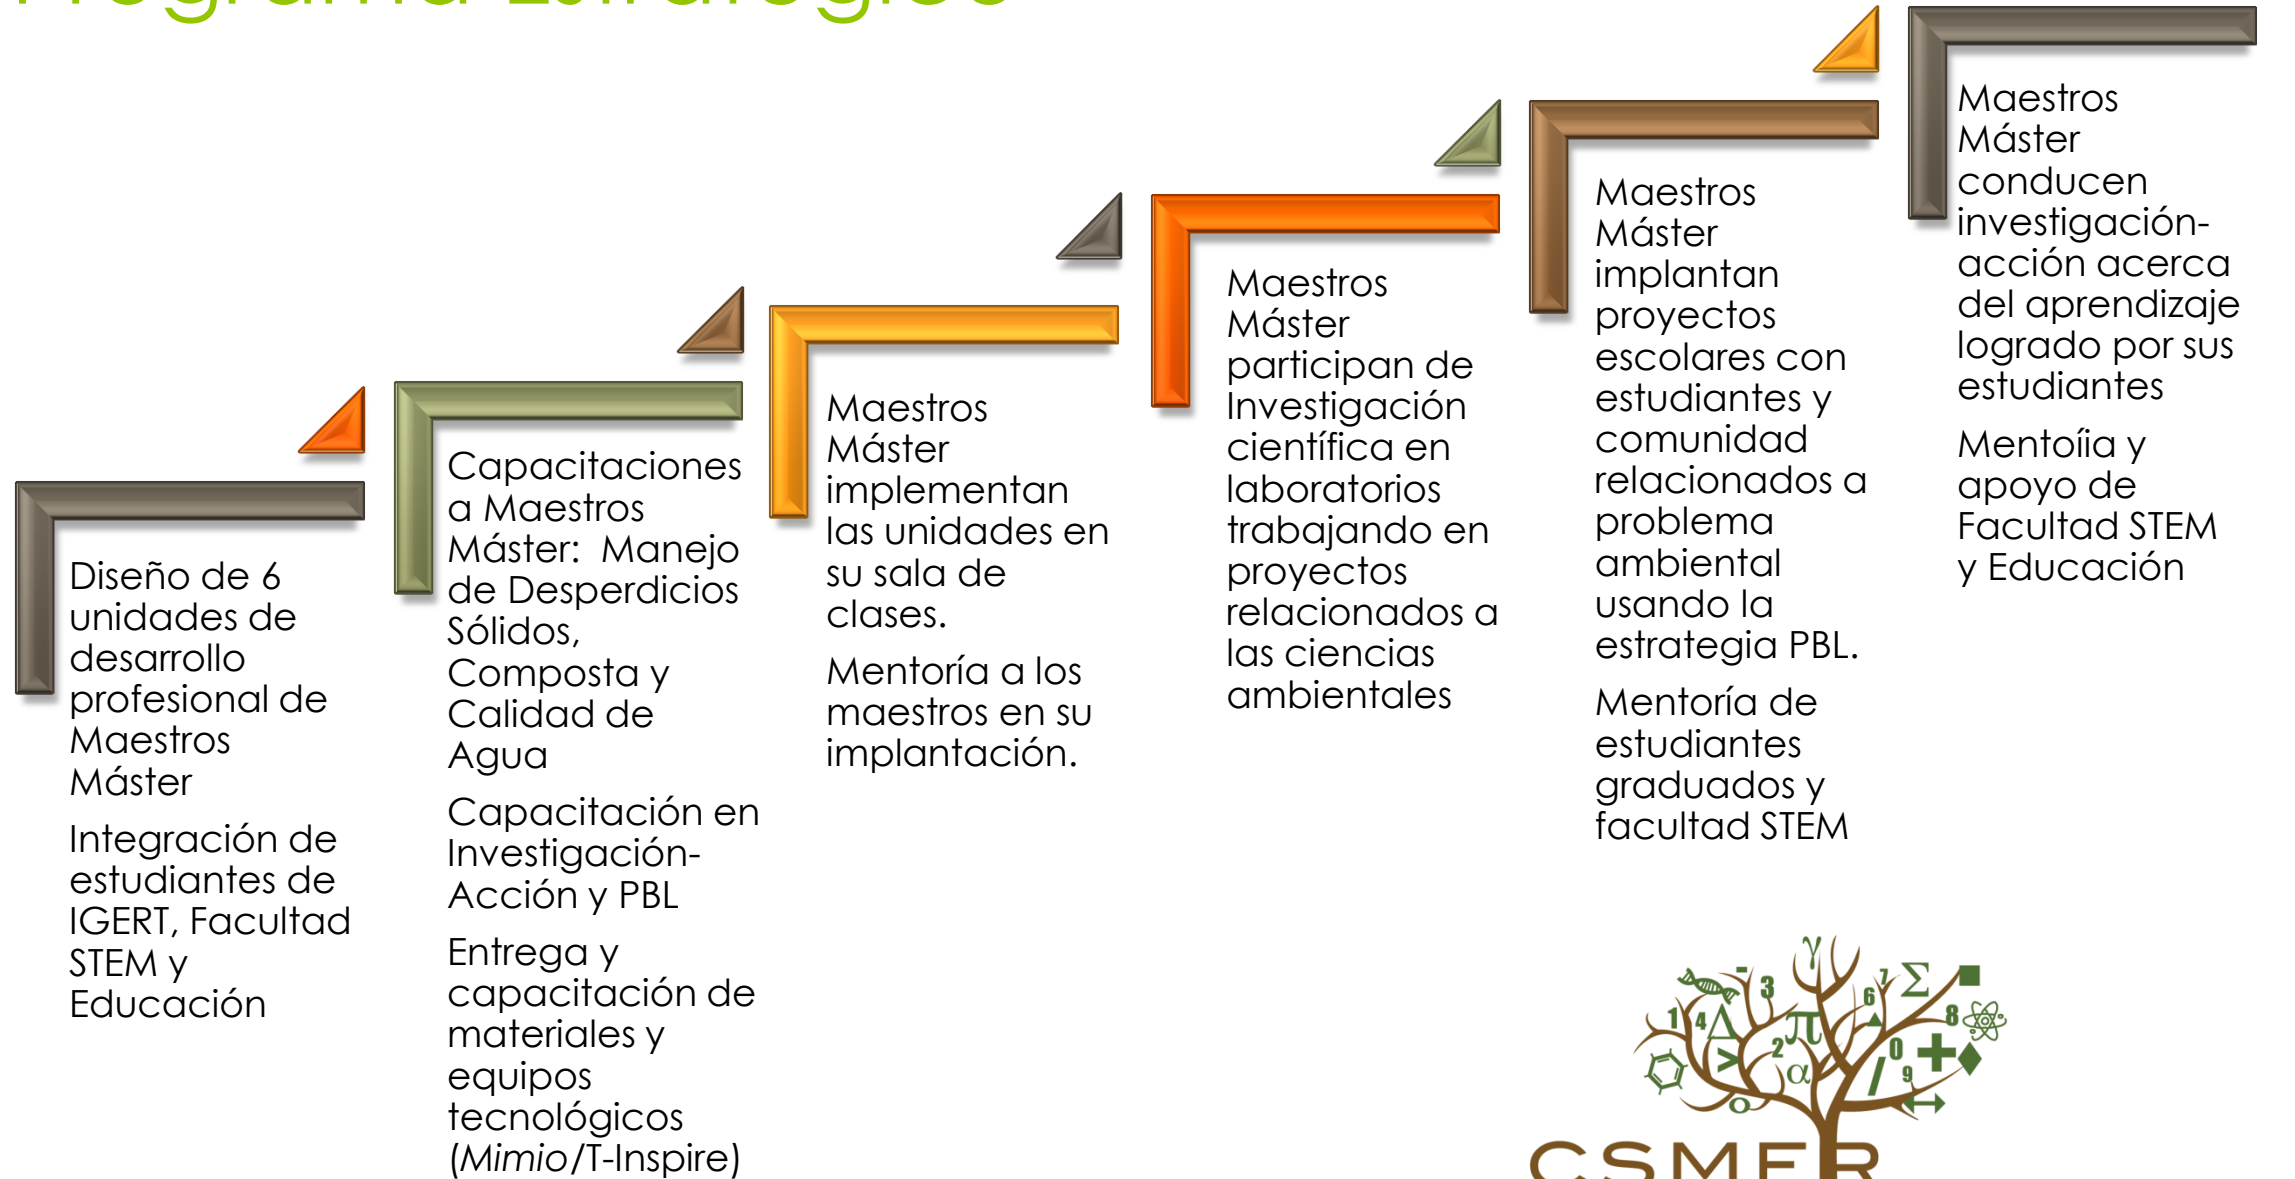 Programa Estratégico
Diseño de 6
unidades de
desarrollo
profesional de
Maestros
Máster
Integración de
estudiantes de
IGERT, Facultad
STEM y
Educación
Capacitaciones
a Maestros
Máster:  Manejo
de Desperdicios
Sólidos,
Composta y
Calidad de
Agua
Capacitación en
Investigación-
Acción y PBL
Entrega y
capacitación de
materiales y
equipos
tecnológicos
(Mimio/T-Inspire)
Maestros
Máster
implementan
las unidades en
su sala de
clases.
Mentoría a los
maestros en su
implantación.
Maestros
Máster
participan de
Investigación
científica en
laboratorios
trabajando en
proyectos
relacionados a
las ciencias
ambientales
Maestros
Máster
implantan
proyectos
escolares con
estudiantes y
comunidad
relacionados a
problema
ambiental
usando la
estrategia PBL.
Mentoría de
estudiantes
graduados y
facultad STEM
Maestros
Máster
conducen
investigación-
acción acerca
del aprendizaje
logrado por sus
estudiantes
Mentoíia y
apoyo de
Facultad STEM
y Educación
CSMER